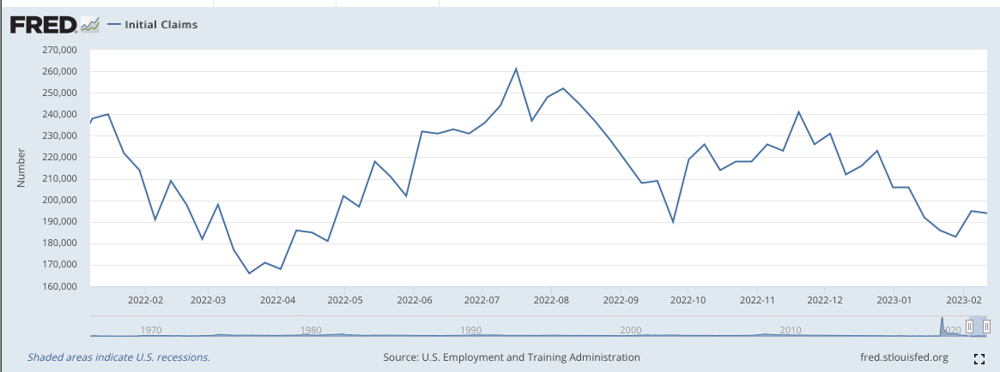 FRED Initial Claims
270,000
260,000
250,000
240,000
230,000
220,000
210,000
200,000
190,000
180,000
170,000
160,000
Number
2022-02 2022-03 2022-04 2022-05 2022-06 2022-07 2022-08 2022-09 2022-10 2022-11 2022-12 2023-01 2023-02
1970 1980 1990 2000 2010 020
Shaded areas indicate U.S. recessions. Source: U.S. Employment and Training Administration fred.stlouisfed.org